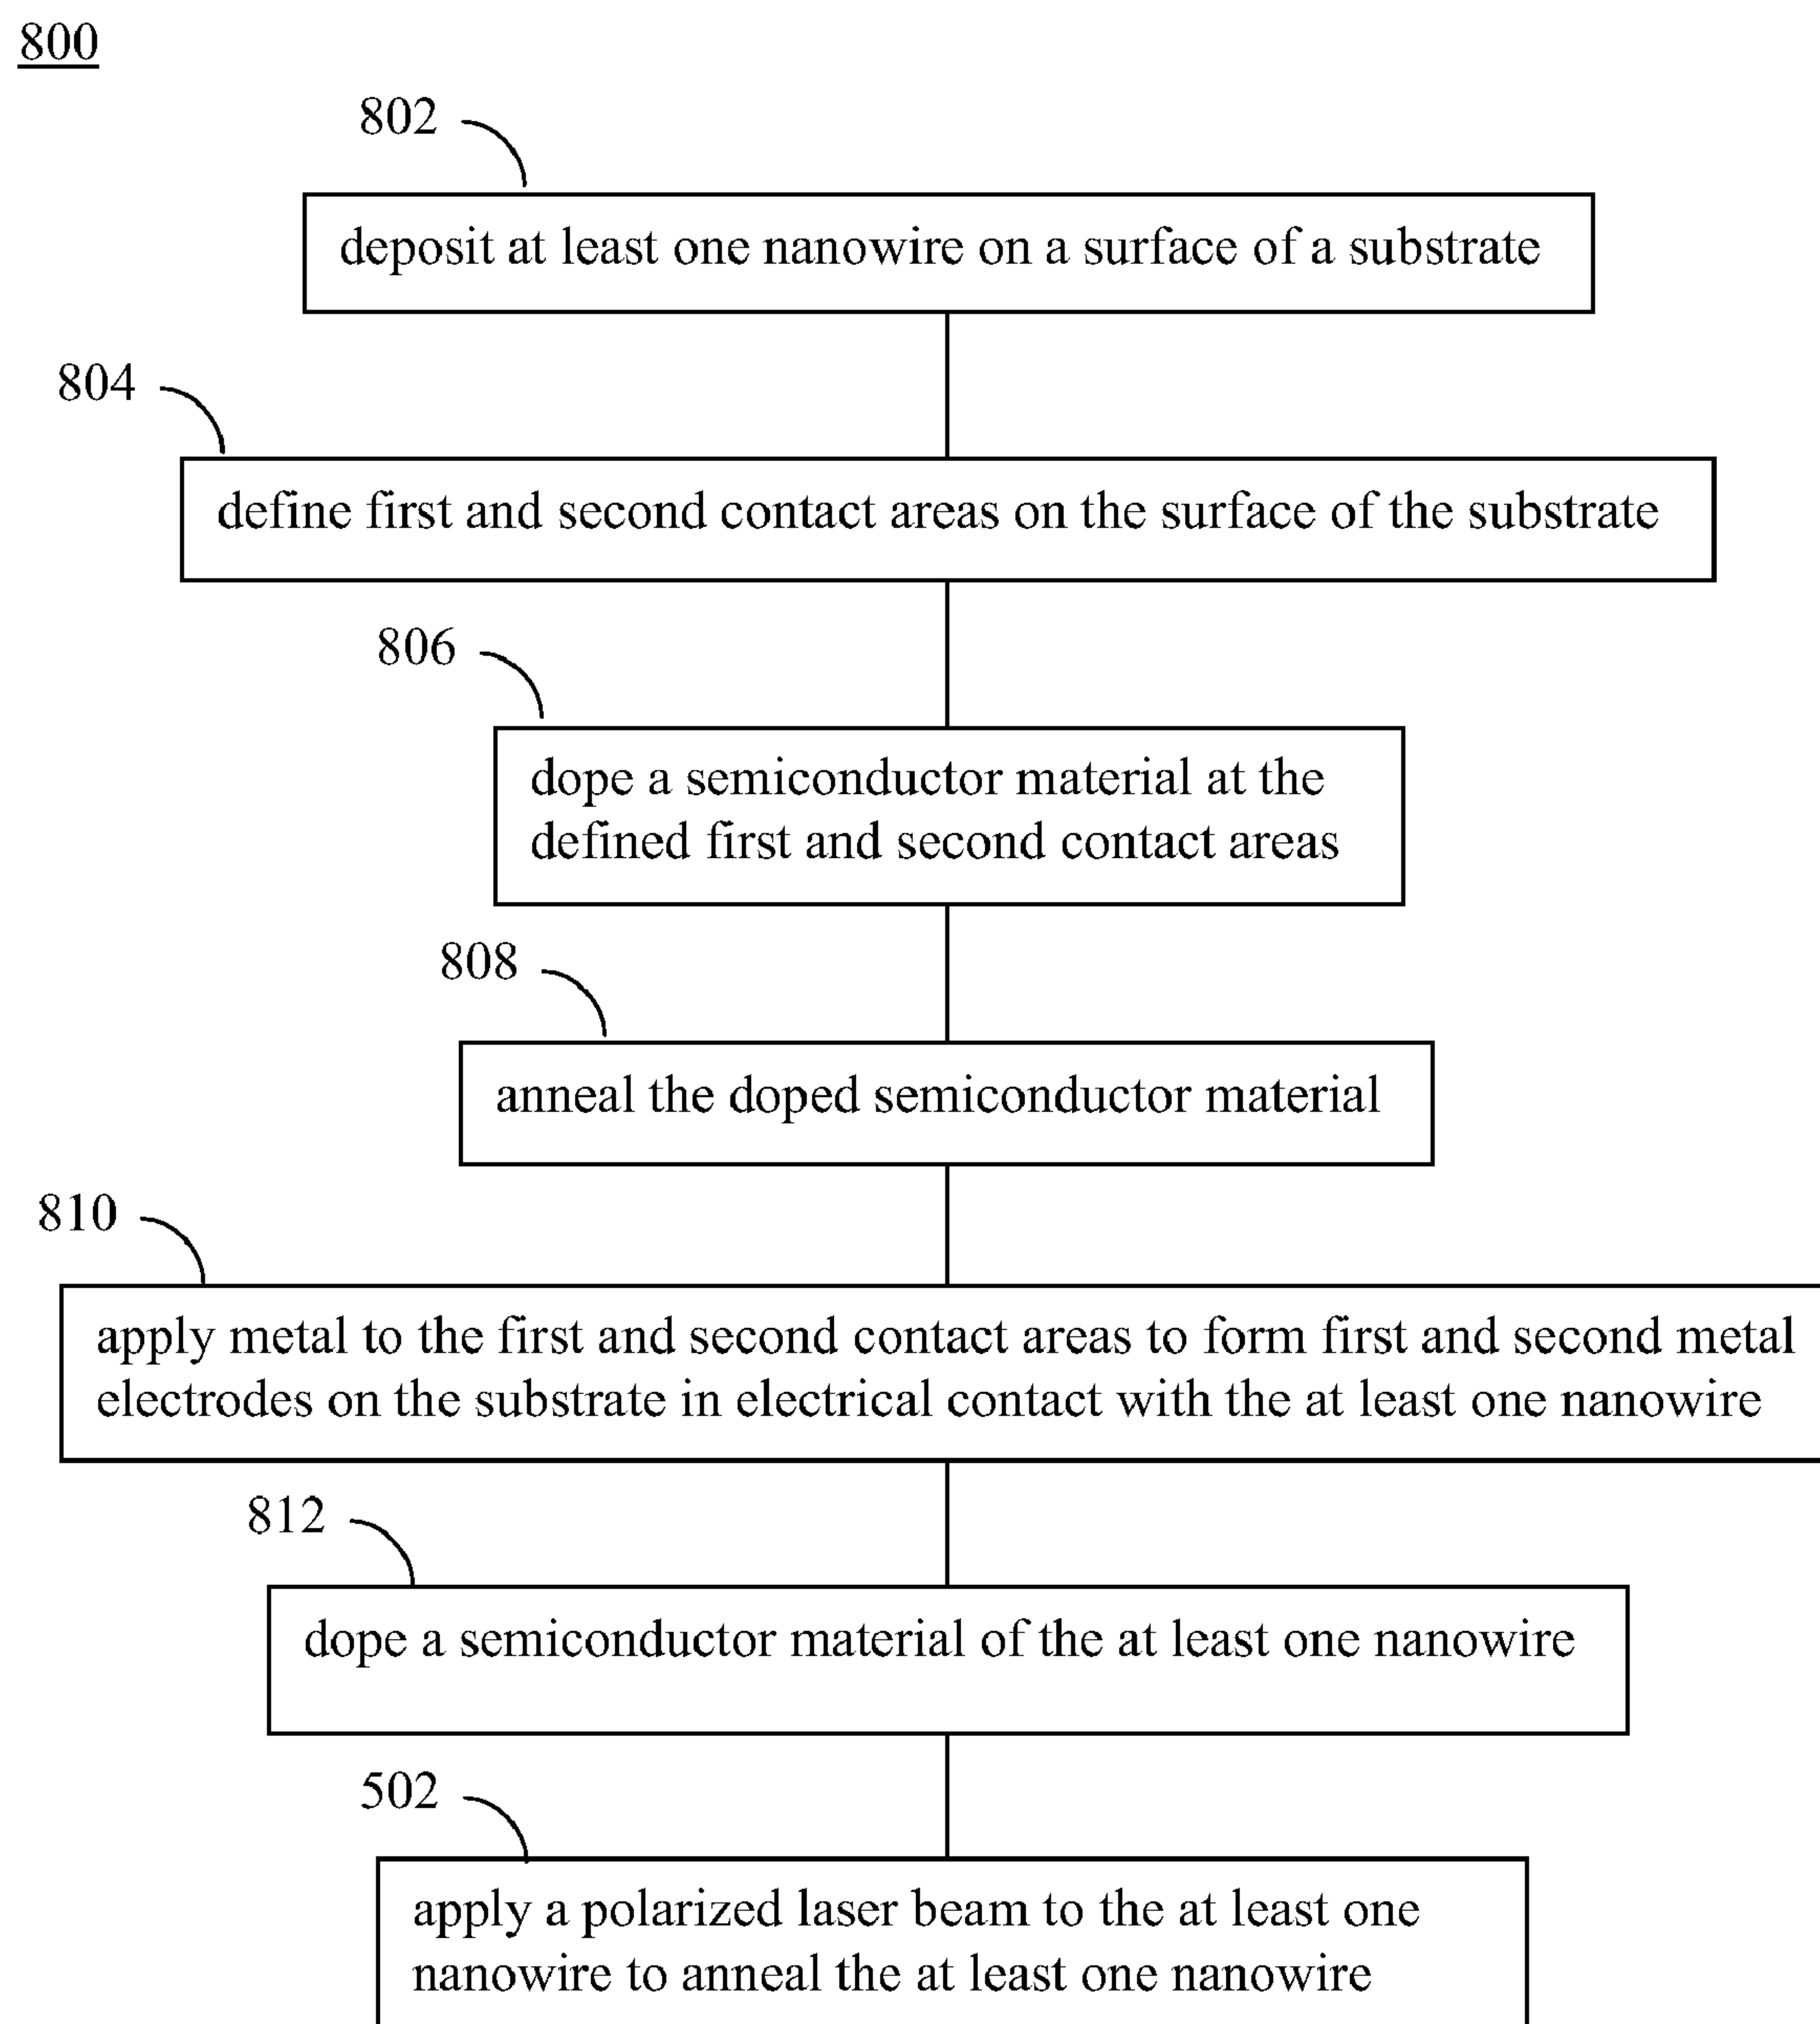 800
802
deposit at least one nanowire on a surface of a substrate
804
define first and second contact areas on the surface of the substrate
806
dope a semiconductor material at the
defined first and second contact areas
808
anneal the doped semiconductor material
810
apply metal to the first and second contact areas to form first and second metal
electrodes on the substrate in electrical contact with the at least one nanowire
812
dope a semiconductor material of the at least one nanowire
502
apply a polarized laser beam to the at least one
nanowire to anneal the at least one nanowire